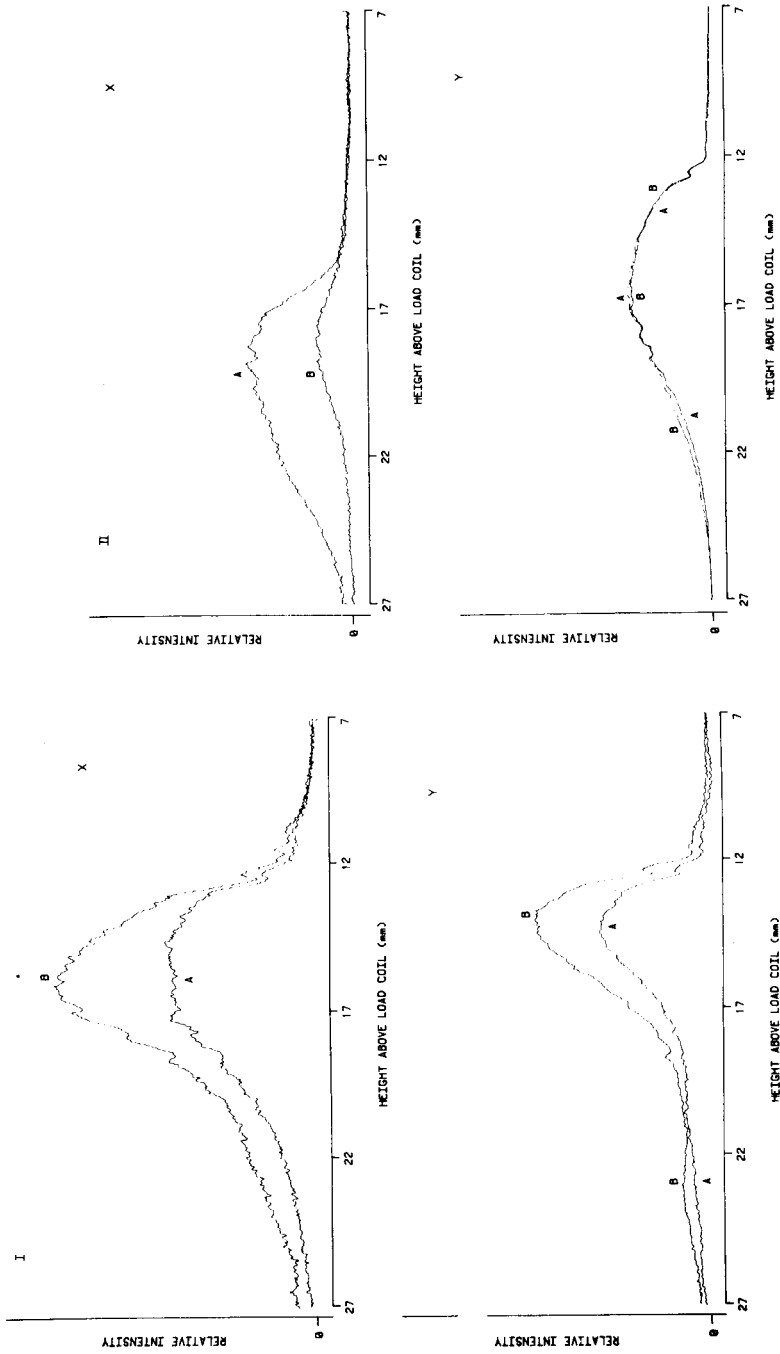 I
X
B
A
RELATIVE INTENSITY
0
27
22
17
12
7
HEIGHT ABOVE LOAD COIL (mm)
II
X
A
B
RELATIVE INTENSITY
0
27
22
17
12
7
HEIGHT ABOVE LOAD COIL (mm)
Y
B
A
B
A
RELATIVE INTENSITY
0
27
22
17
12
7
HEIGHT ABOVE LOAD COIL (mm)
Y
B
A
A
B
B
A
RELATIVE INTENSITY
0
27
22
17
12
7
HEIGHT ABOVE LOAD COIL (mm)